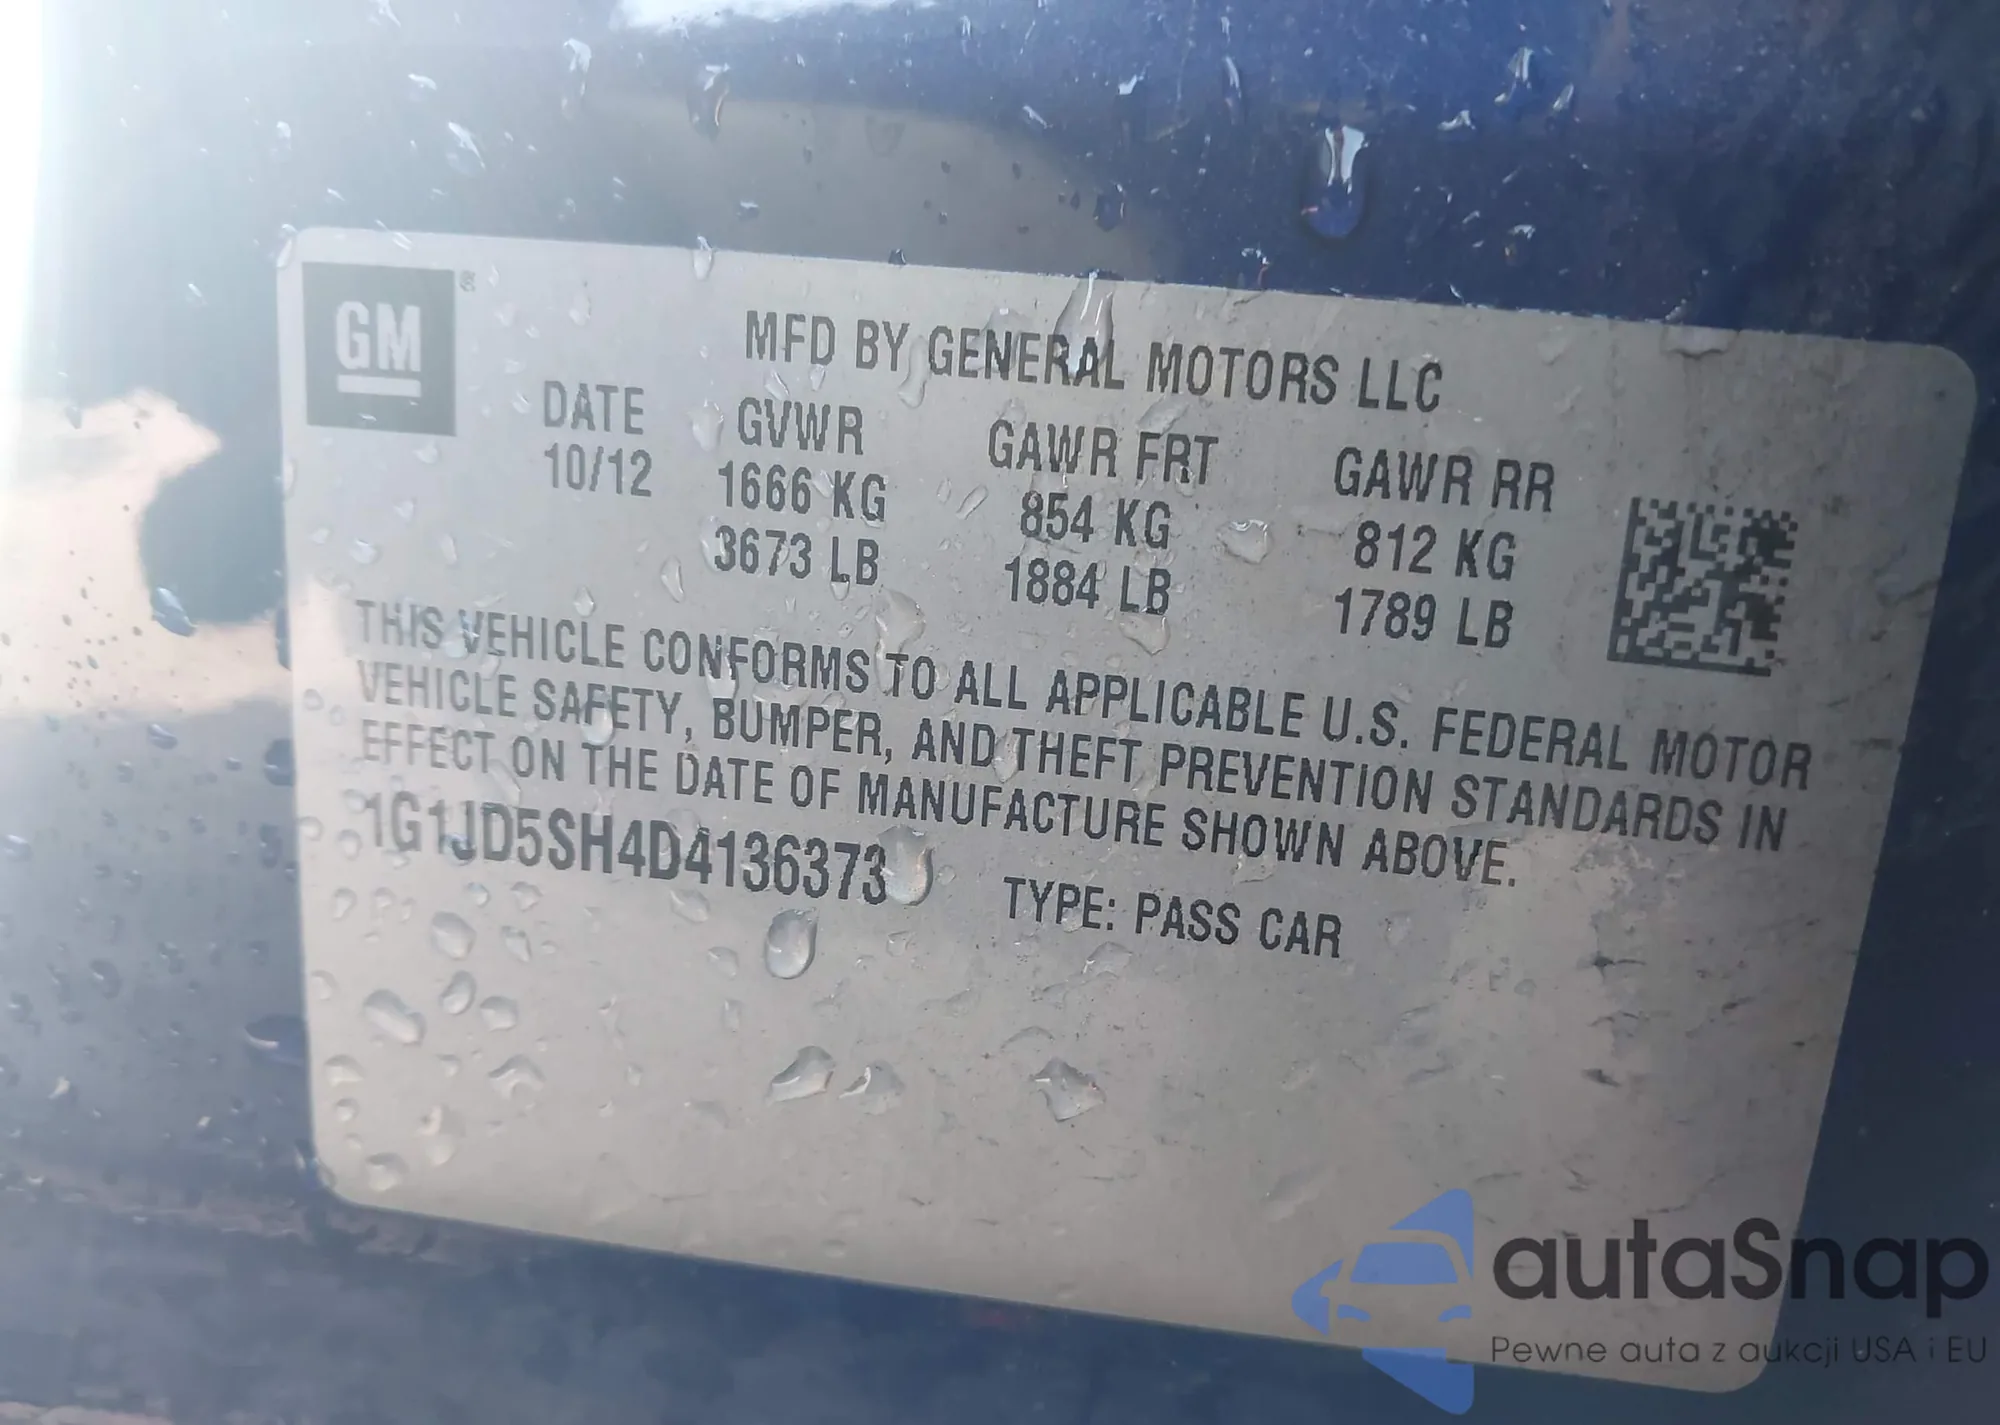 GM
MFD BY GENERAL MOTORS LLC
DATE GVWR GAWR FRT GAWR RR
10/12 1666 KG 854 KG 812 KG
3673 LB 1884 LB 1789 LB
THIS VEHICLE CONFORMS TO ALL APPLICABLE U.S. FEDERAL MOTOR
VEHICLE SAFETY, BUMPER, AND THEFT PREVENTION STANDARDS IN
EFFECT ON THE DATE OF MANUFACTURE SHOWN ABOVE.
1G1JD5SH4D4136373 TYPE: PASS CAR
autaSnap
Pewne auta z aukcji USA i EU